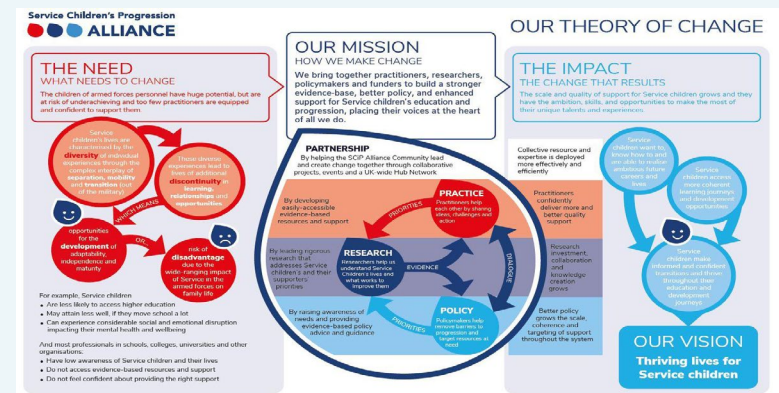 Service Children's Progression
ALLIANCE
OUR THEORY OF CHANGE
THE NEED
WHAT NEEDS TO CHANGE
The children of armed forces personnel have huge potential, but are
at risk of underachieving and too few practitioners are equipped
and confident to support them.
Service
children's lives are
characterised by the
diversity of individual
experiences through the
complex interplay of
separation, mobility
and transition (out
of the military)
These diverse
experiences lead to
lives of additional
discontinuity in
learning,
relationships and
opportunities
WHICH MEANS
opportunities
for the
development of
adaptability,
independence and
maturity
OR...
risk of
disadvantage
due to the
wide-ranging impact
of Service in the
armed forces on
family life
For example, Service children
• Are less likely to access higher education
• May attain less well, if they move school a lot
• Can experience considerable social and emotional disruption
impacting their mental health and wellbeing
And most professionals in schools, colleges, universities and other
organisations:
• Have low awareness of Service children and their lives
• Do not access evidence-based resources and support
• Do not feel confident about providing the right support
OUR MISSION
HOW WE MAKE CHANGE
We bring together practitioners, researchers,
policymakers and funders to build a stronger
evidence-base, better policy, and enhanced
support for Service children's education and
progression, placing their voices at the heart
of all we do.
PARTNERSHIP
By helping the SCiP Alliance Community lead
and create change together through collaborative
projects, events and a UK-wide Hub Network
By developing
easily-accessible
evidence-based
resources and support
PRIORITIES
PRACTICE
Practitioners help
each other by sharing
ideas, challenges and
action
By leading rigorous
research that
addresses Service
children's and their
supporters
priorities
RESEARCH
Researchers help us
understand Service
Children's lives and
what works to
improve them
EVIDENCE
DIALOGUE
By raising awareness of
needs and providing
evidence-based policy
advice and guidance
PRIORITIES
POLICY
Policymakers help
remove barriers to
progression and
target resources at
need
THE IMPACT
THE CHANGE THAT RESULTS
The scale and quality of support for Service children grows and they
have the ambition, skills, and opportunities to make the most of
their unique talents and experiences.
Collective resource and
expertise is deployed
more effectively and
efficiently
Practitioners
confidently
deliver more and
better quality
support
Research
investment,
collaboration
and
knowledge
creation
grows
Better policy
grows the scale,
coherence and
targeting of support
throughout the
system
Service
children want to,
know how to and
are able to realise
ambitious future
careers and
lives
Service
children access
more coherent
learning journeys
and development
opportunities
Service children make
informed and confident
transitions and thrive
throughout their
education and
development
journeys
OUR VISION
Thriving lives for
Service children